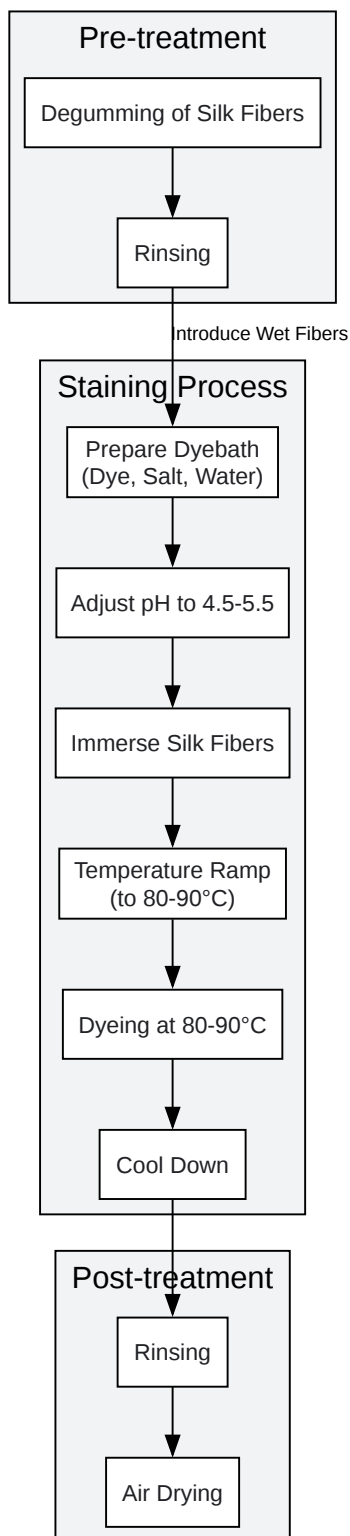 Pre-treatment
Degumming of Silk Fibers
Rinsing
Introduce Wet Fibers
Staining Process
Prepare Dyebath
(Dye, Salt, Water)
Adjust pH to 4.5-5.5
Immerse Silk Fibers
Temperature Ramp
(to 80-90°C)
Dyeing at 80-90°C
Cool Down
Post-treatment
Rinsing
Air Drying